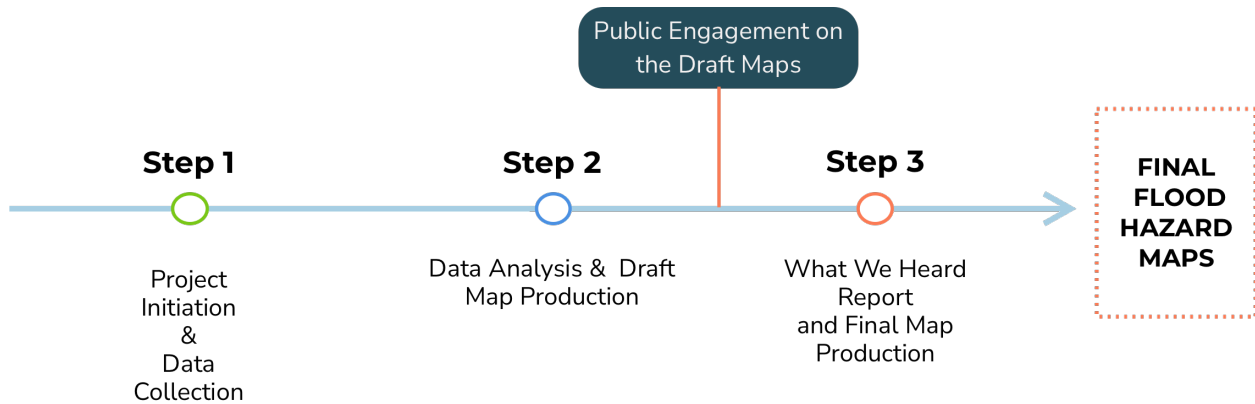 Public Engagement on
the Draft Maps
Step 1
Step 2
Step 3
Project
Initiation
&
Data
Collection
Data Analysis & Draft
Map Production
What We Heard
Report
and Final Map
Production
FINAL
FLOOD
HAZARD
MAPS